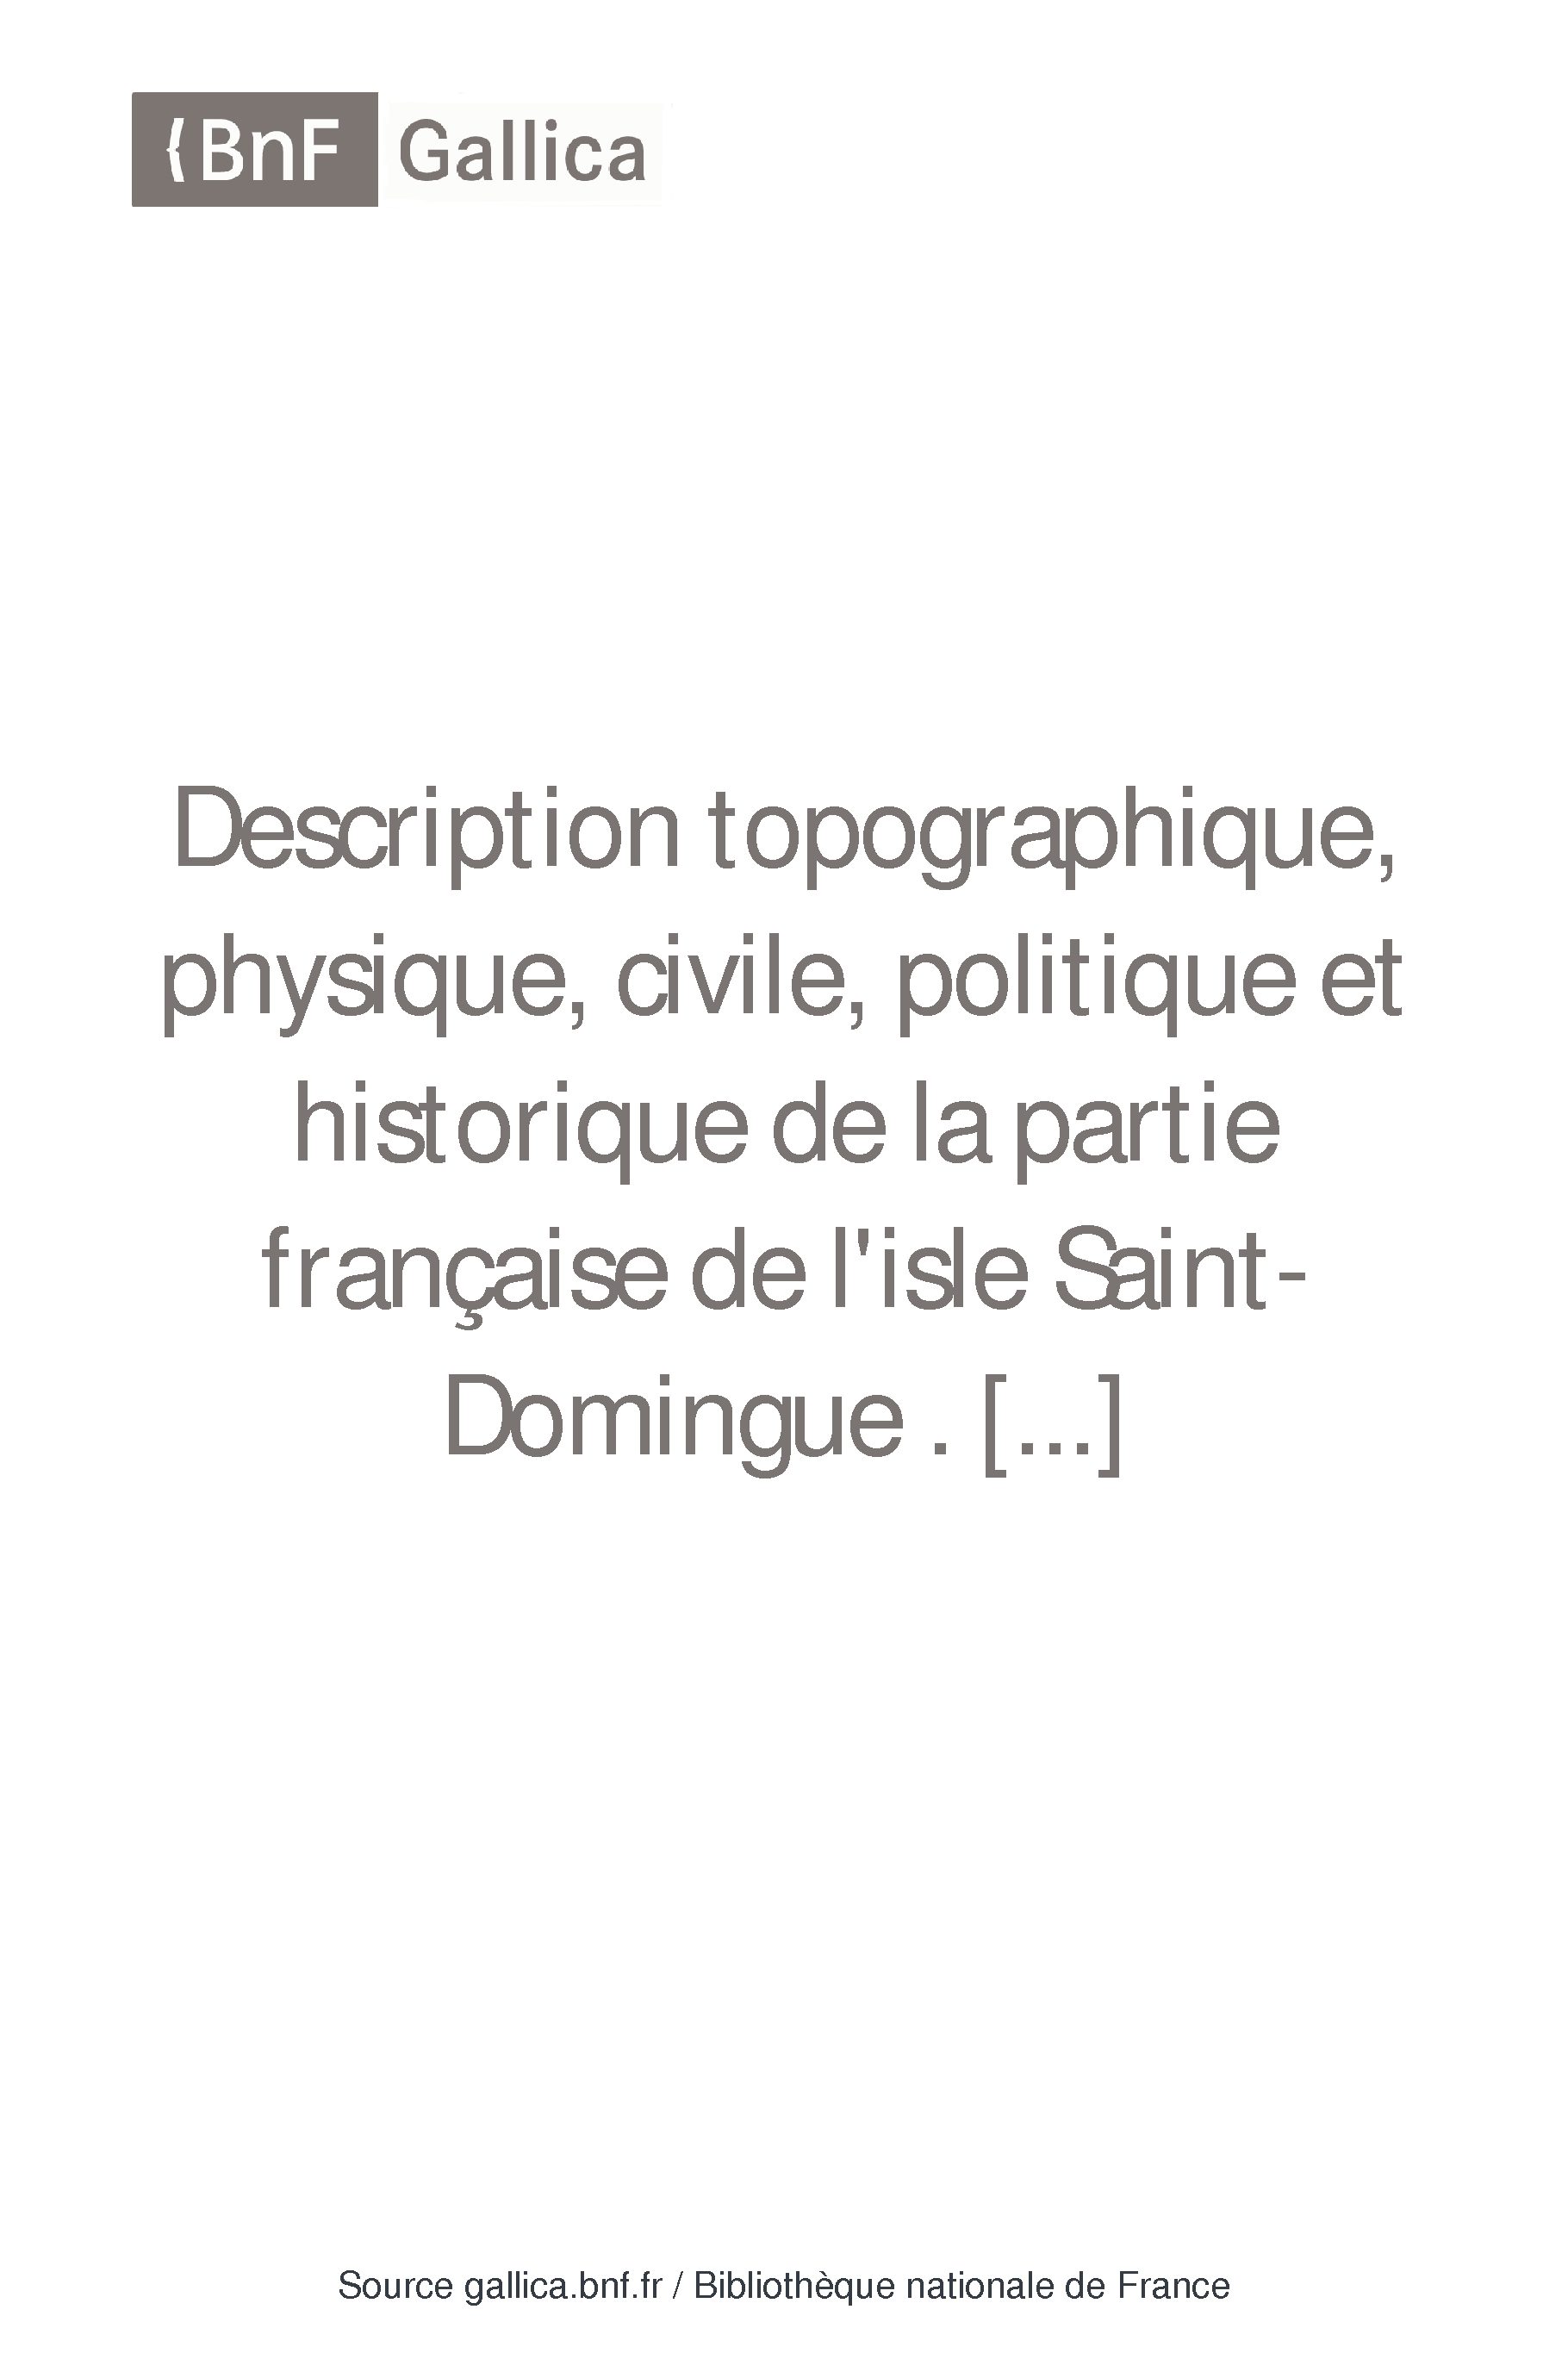 {BnF Gallica
Description topographique,
physique, civile, politique et
historique de la partie
française de l'isle Saint-
Domingue . [...]
Source gallica.bnf.fr / Bibliothèque nationale de France